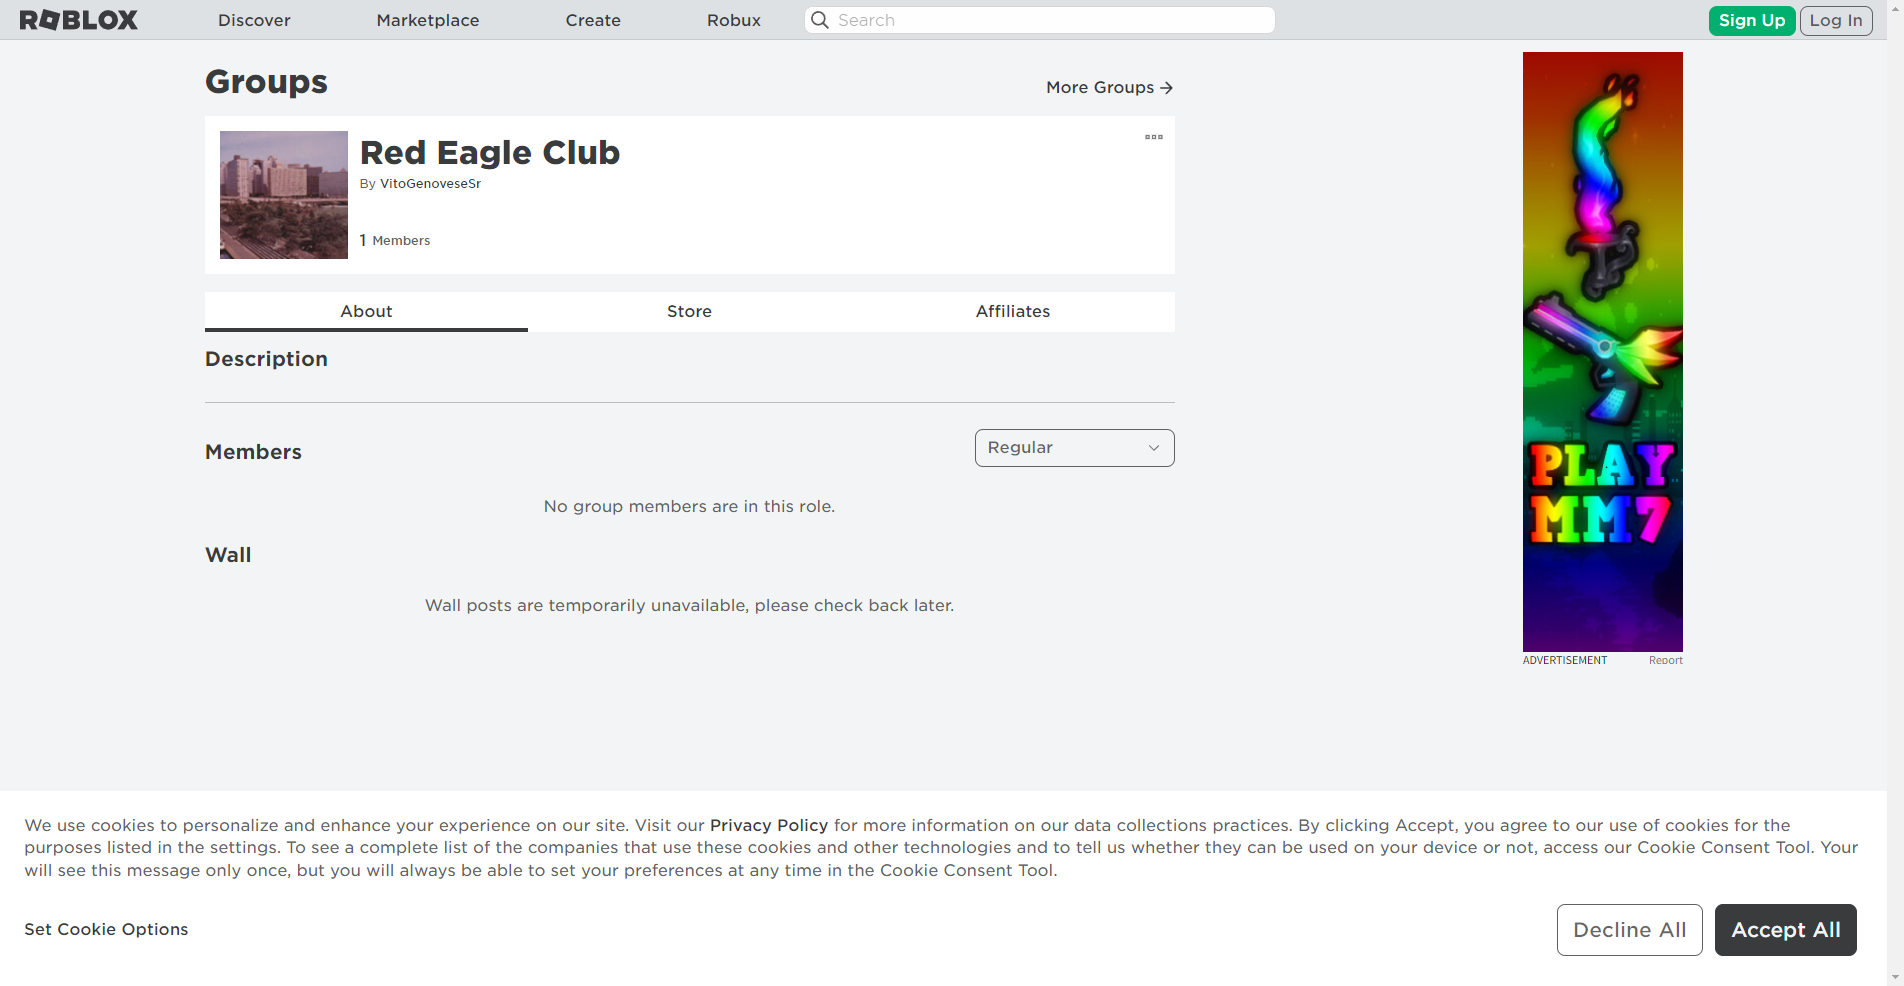 ROBLOX
Discover
Marketplace
Create
Robux
Search
Sign Up
Log In
Groups
More Groups
Red Eagle Club
By VitoGenoveseSr
1 Members
About
Store
Affiliates
Description
Members
Regular
No group members are in this role.
Wall
Wall posts are temporarily unavailable, please check back later.
PLAY
MM7
ADVERTISEMENT
Report
We use cookies to personalize and enhance your experience on our site. Visit our Privacy Policy for more information on our data collections practices. By clicking Accept, you agree to our use of cookies for the
purposes listed in the settings. To see a complete list of the companies that use these cookies and other technologies and to tell us whether they can be used on your device or not, access our Cookie Consent Tool. Your
will see this message only once, but you will always be able to set your preferences at any time in the Cookie Consent Tool.
Set Cookie Options
Decline All
Accept All